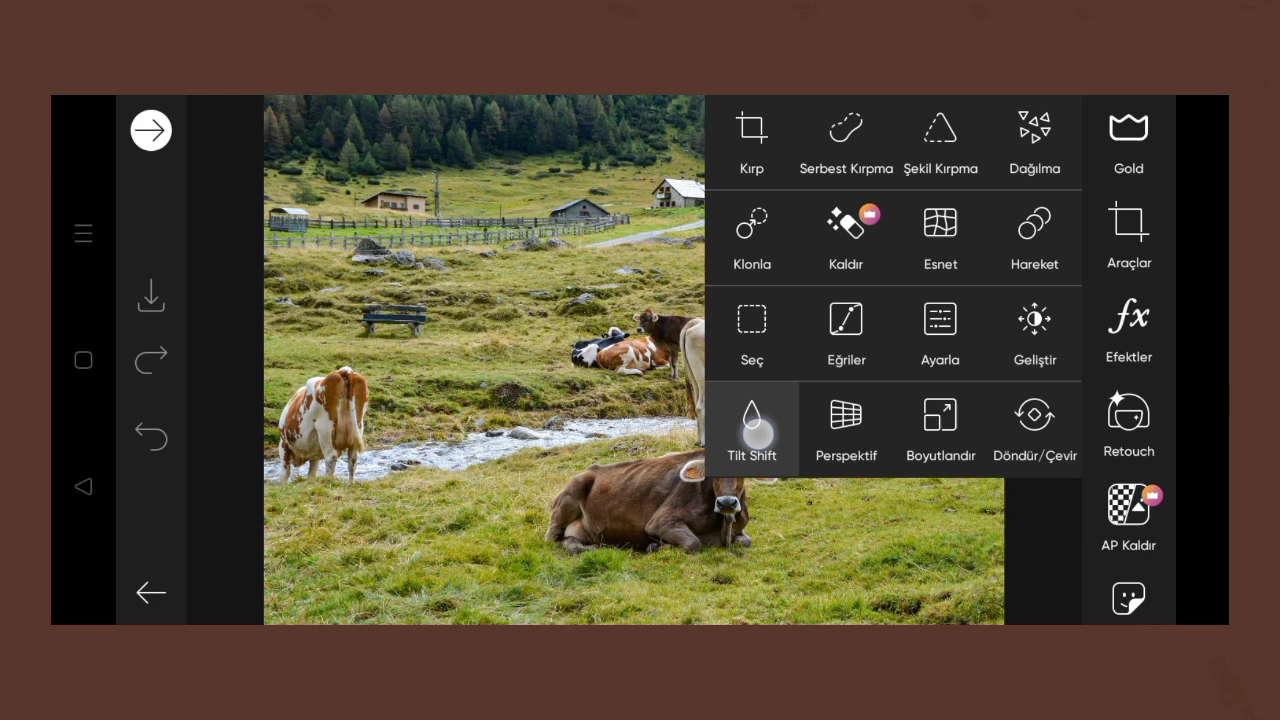 Kırp
Serbest Kırpma
Şekil Kırpma
Dağılma
Gold
Klonla
Kaldır
Esnet
Hareket
Araçlar
Seç
Eğriler
Ayarla
Geliştir
fx
Efektler
Tilt Shift
Perspektif
Boyutlandır
Döndür/Çevir
Retouch
AP Kaldır